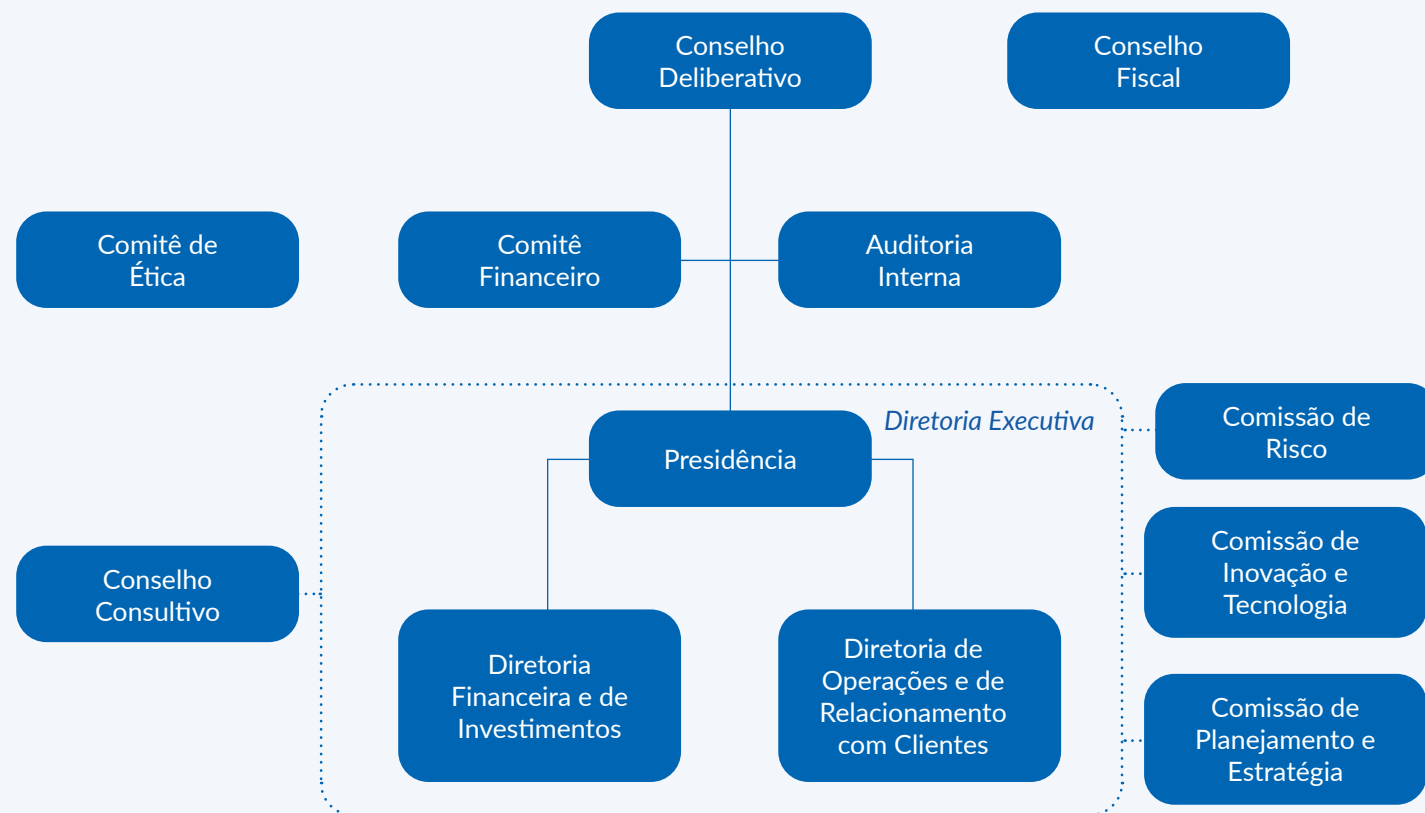 Conselho
Deliberativo
Conselho
Fiscal
Comitê de
Ética
Comitê
Financeiro
Auditoria
Interna
Diretoria Executiva
Presidência
Comissão de
Risco
Conselho
Consultivo
Comissão de
Inovação e
Tecnologia
Diretoria
Financeira e de
Investimentos
Diretoria de
Operações e de
Relacionamento
com Clientes
Comissão de
Planejamento e
Estratégia